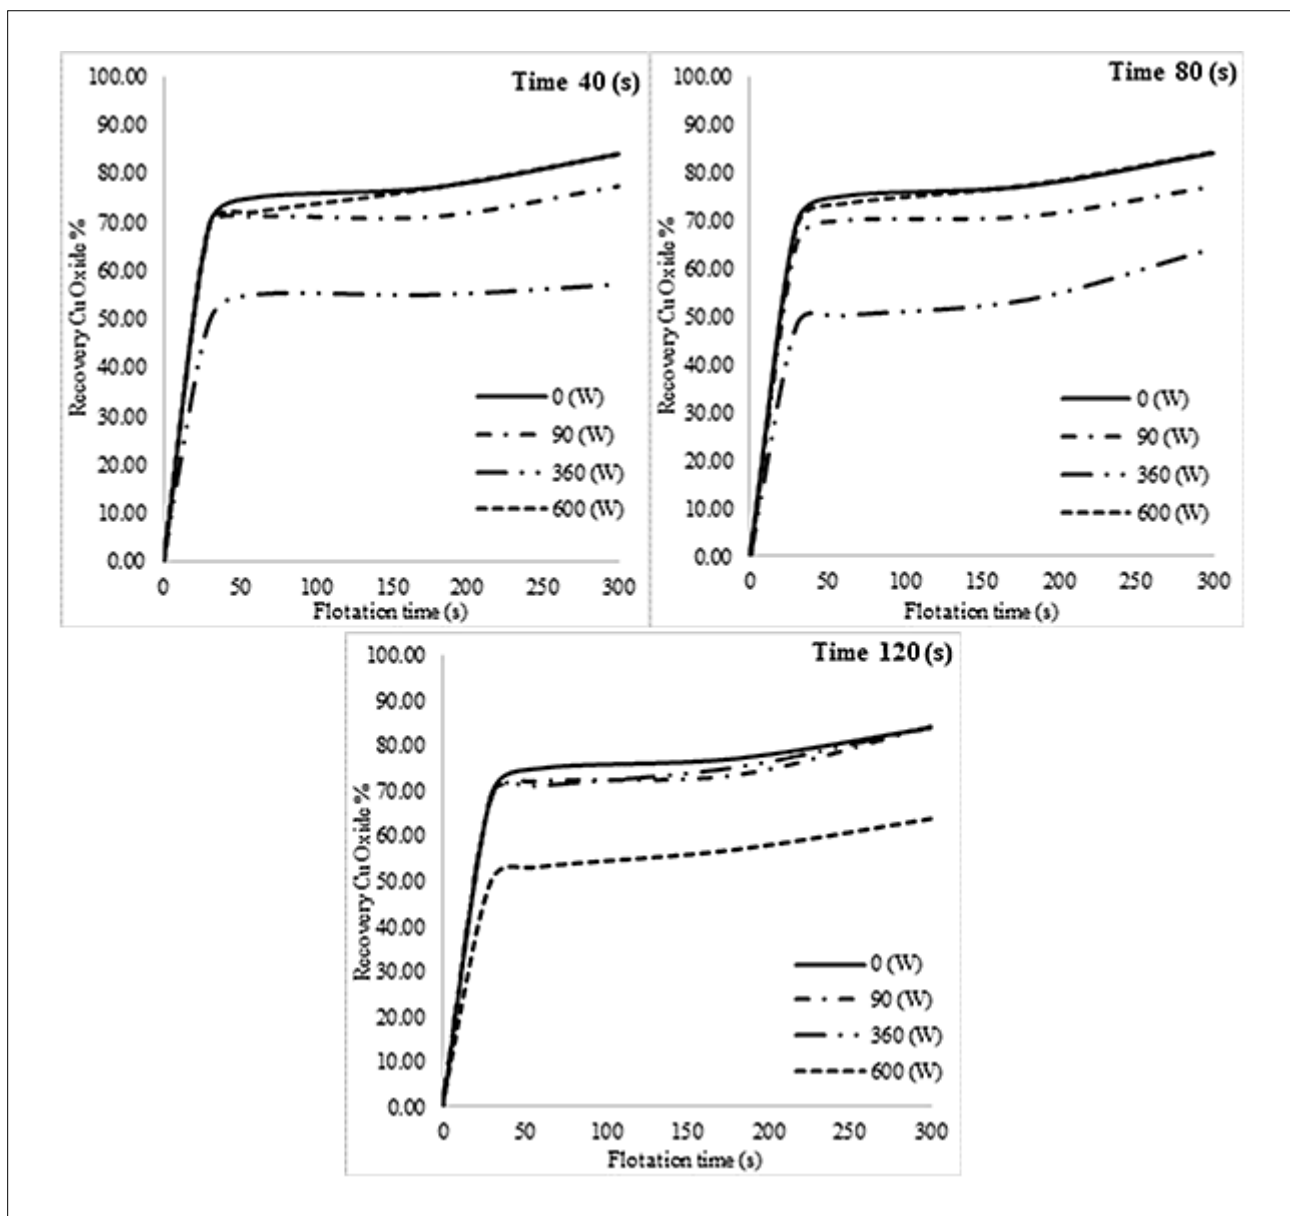 Time 40 (s)
100.00
90.00
80.00
70.00
60.00
50.00
40.00
30.00
20.00
10.00
0.00
Recovery Cu Oxide %
0 (W)
90 (W)
360 (W)
600 (W)
0 50 100 150 200 250 300
Flotation time (s)
Time 80 (s)
100.00
90.00
80.00
70.00
60.00
50.00
40.00
30.00
20.00
10.00
0.00
Recovery Cu Oxide %
0 (W)
90 (W)
360 (W)
600 (W)
0 50 100 150 200 250 300
Flotation time (s)
Time 120 (s)
100.00
90.00
80.00
70.00
60.00
50.00
40.00
30.00
20.00
10.00
0.00
Recovery Cu Oxide %
0 (W)
90 (W)
360 (W)
600 (W)
0 50 100 150 200 250 300
Flotation time (s)